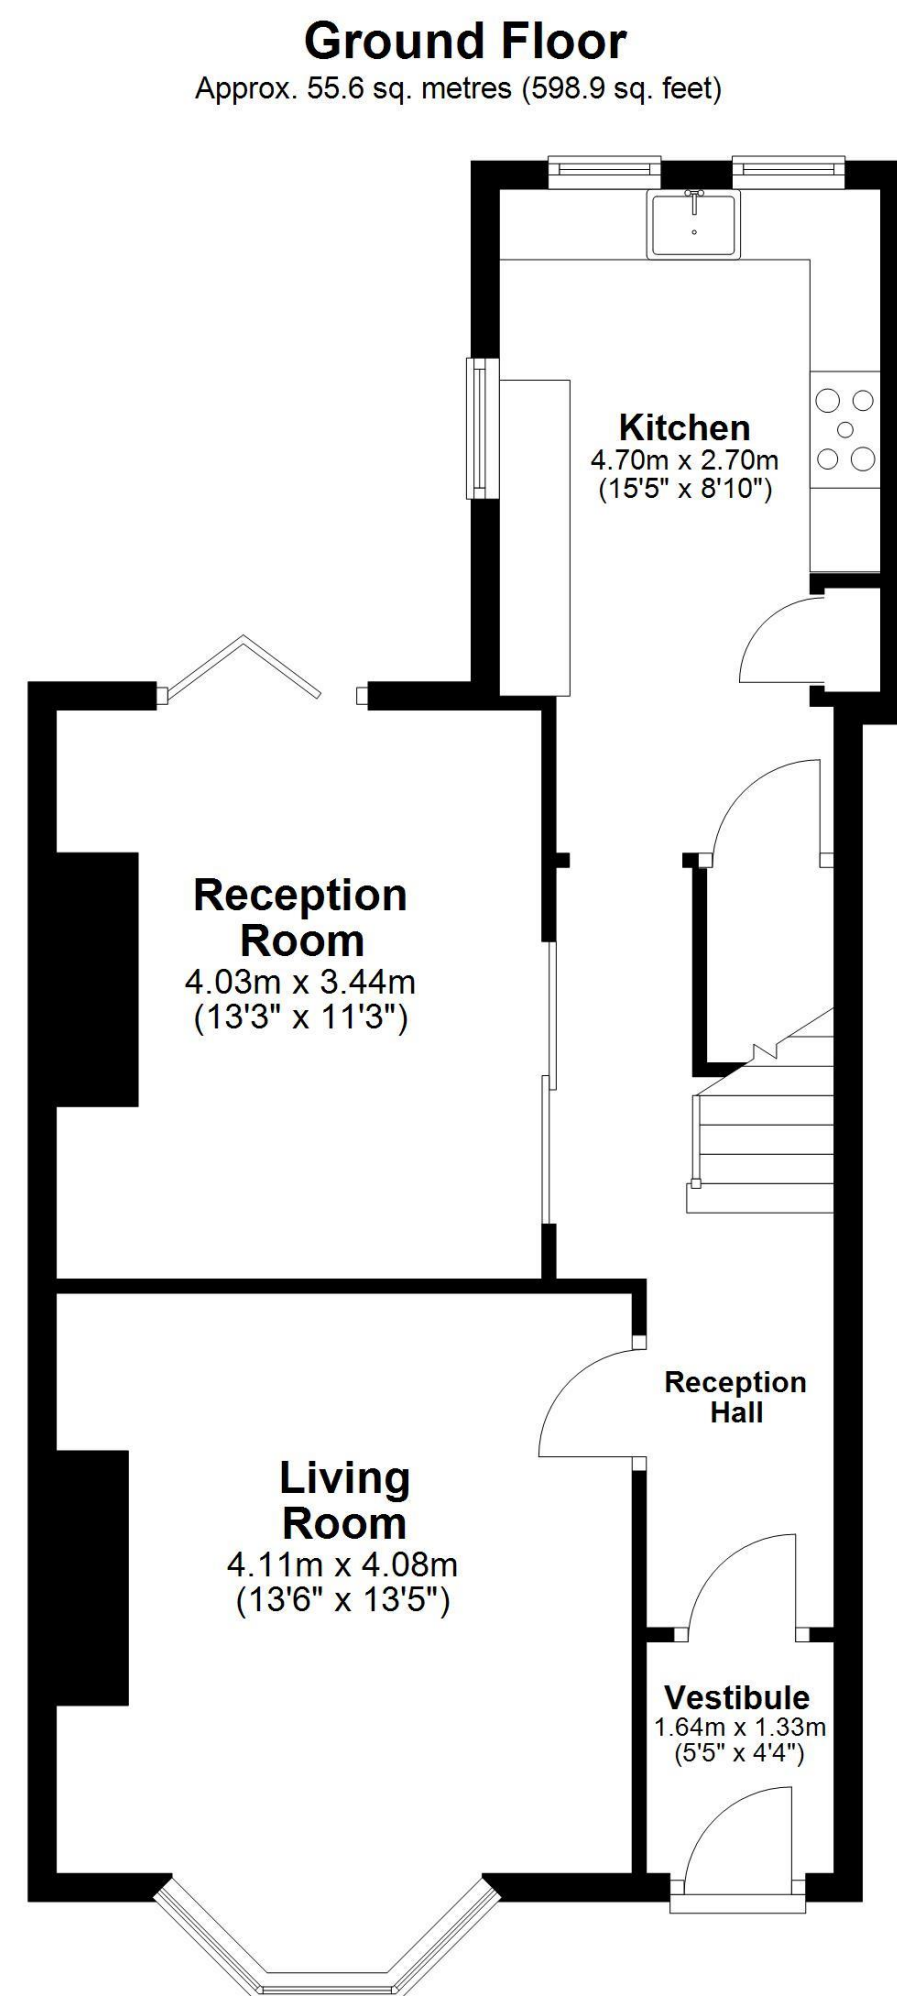 Ground Floor
Approx. 55.6 sq. metres (598.9 sq. feet)
Kitchen
4.70m x 2.70m
(15'5" x 8'10")
Reception
Room
4.03m x 3.44m
(13'3" x 11'3")
Reception
Hall
Living
Room
4.11m x 4.08m
(13'6" x 13'5")
Vestibule
1.64m x 1.33m
(5'5" x 4'4")